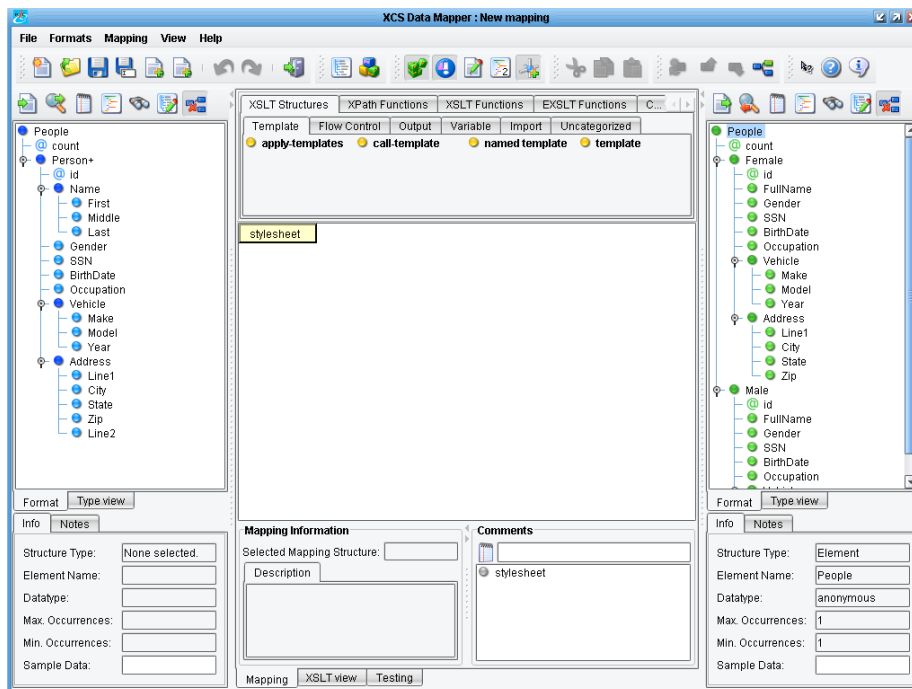 XCS Data Mapper : New mapping
File Formats Mapping View Help
XSLT Structures XPath Functions XSLT Functions EXSLT Functions C...
Template Flow Control Output Variable Import Uncategorized
apply-templates call-template named template template
stylesheet
People
@ count
Person+
@ id
Name
First
Middle
Last
Gender
SSN
BirthDate
Occupation
Vehicle
Make
Model
Year
Address
Line1
City
State
Zip
Line2
Format Type view
Info Notes
Structure Type: None selected.
Element Name:
Datatype:
Max. Occurrences:
Min. Occurrences:
Sample Data:
Mapping Information
Selected Mapping Structure:
Description
Comments
stylesheet
Mapping XSLT view Testing
People
@ count
Female
@ id
FullName
Gender
SSN
BirthDate
Occupation
Vehicle
Make
Model
Year
Address
Line1
City
State
Zip
Male
@ id
FullName
Gender
SSN
BirthDate
Occupation
Format Type view
Info Notes
Structure Type: Element
Element Name: People
Datatype: anonymous
Max. Occurrences: 1
Min. Occurrences: 1
Sample Data: